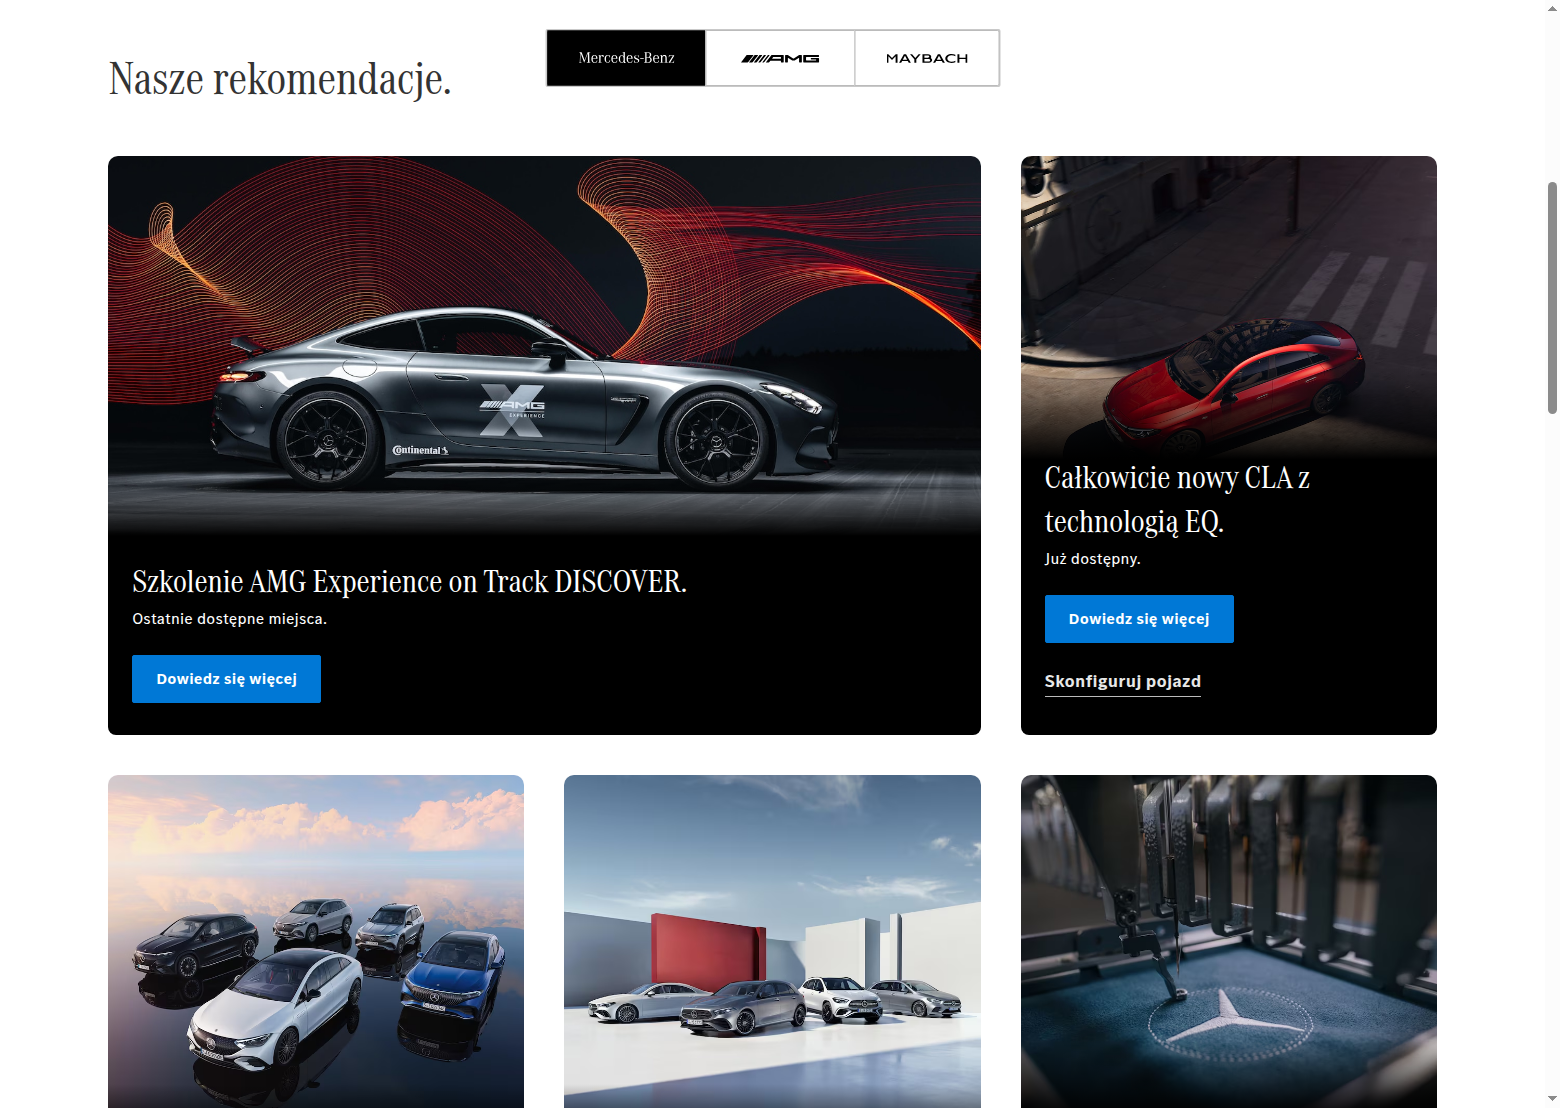 Nasze rekomendacje.
Mercedes-Benz
AMG
MAYBACH
AMG
EXPERIENCE
Continental
Szkolenie AMG Experience on Track DISCOVER.
Ostatnie dostępne miejsca.
Dowiedz się więcej
Całkowicie nowy CLA z
technologią EQ.
Już dostępny.
Dowiedz się więcej
Skonfiguruj pojazd